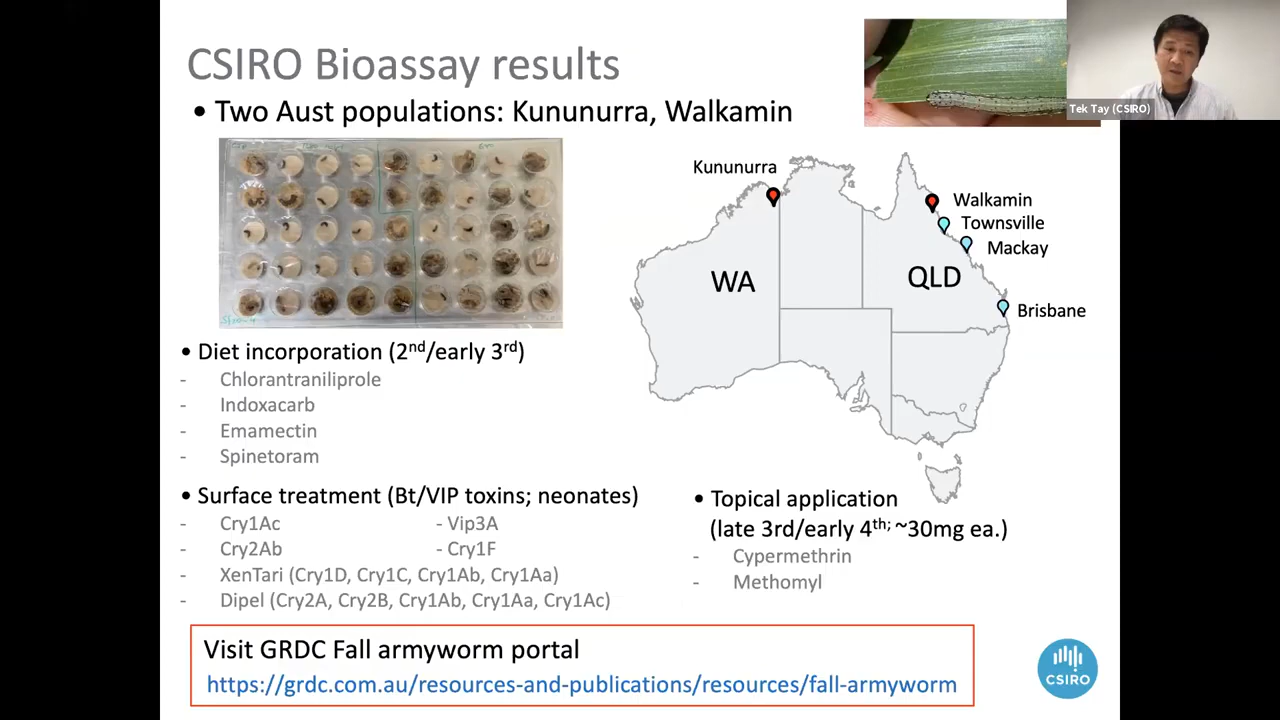 CSIRO Bioassay results
• Two Aust populations: Kununurra, Walkamin
Tek Tay (CSIRO)
Kununurra
Walkamin
Townsville
Mackay
WA
QLD
Brisbane
• Diet incorporation (2nd/early 3rd)
- Chlorantraniliprole
- Indoxacarb
- Emamectin
- Spinetoram
• Surface treatment (Bt/VIP toxins; neonates)
- Cry1Ac - Vip3A
- Cry2Ab - Cry1F
- XenTari (Cry1D, Cry1C, Cry1Ab, Cry1Aa)
- Dipel (Cry2A, Cry2B, Cry1Ab, Cry1Aa, Cry1Ac)
• Topical application
(late 3rd/early 4th; ~30mg ea.)
- Cypermethrin
- Methomyl
Visit GRDC Fall armyworm portal
https://grdc.com.au/resources-and-publications/resources/fall-armyworm
CSIRO